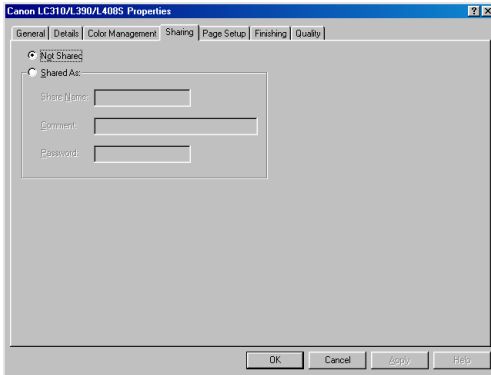 Canon LC310/L390/L408S Properties
General Details Color Management Sharing Page Setup Finishing Quality
Not Shared
Shared As:
Share Name:
Comment:
Password:
OK Cancel Apply Help